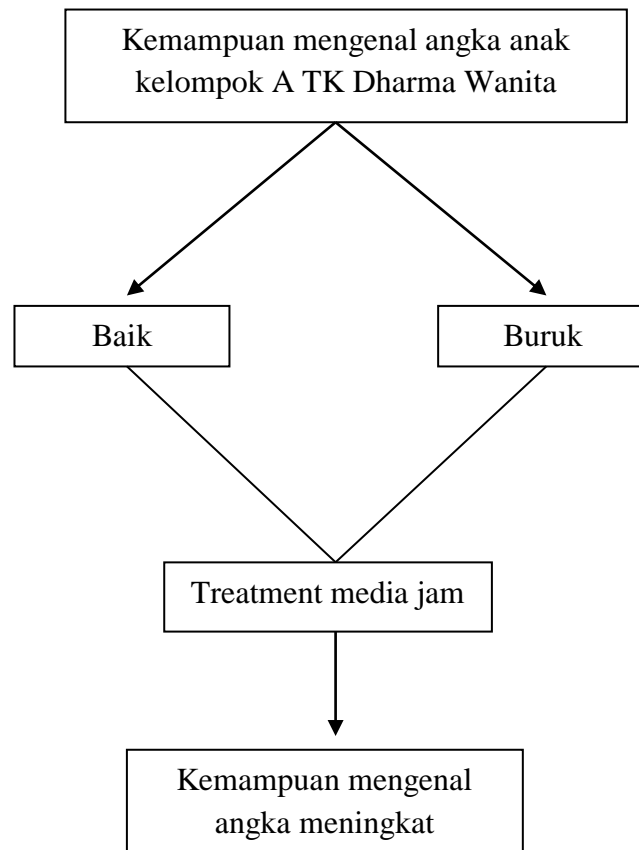 Kemampuan mengenal angka anak
kelompok A TK Dharma Wanita
Baik
Buruk
Treatment media jam
Kemampuan mengenal
angka meningkat